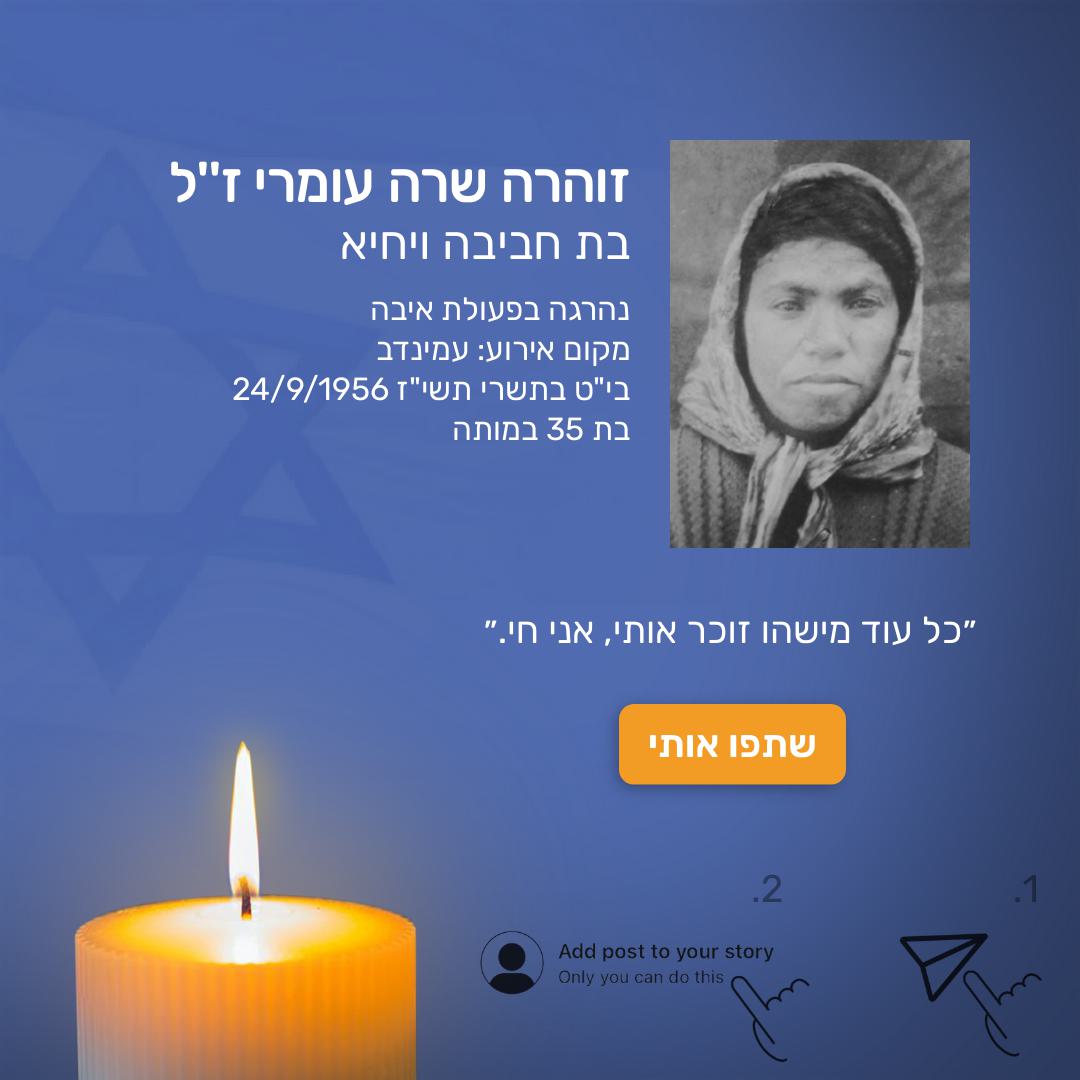 זוהרה שרה עומרי ז"ל
בת חביבה ויחיא
נהרגה בפעולת איבה
מקום אירוע: עמינדב
בי"ט בתשרי תשי"ז 24/9/1956
בת 35 במותה
״כל עוד מישהו זוכר אותי, אני חי.״
שתפו אותי
1.
2.
Add post to your story
Only you can do this